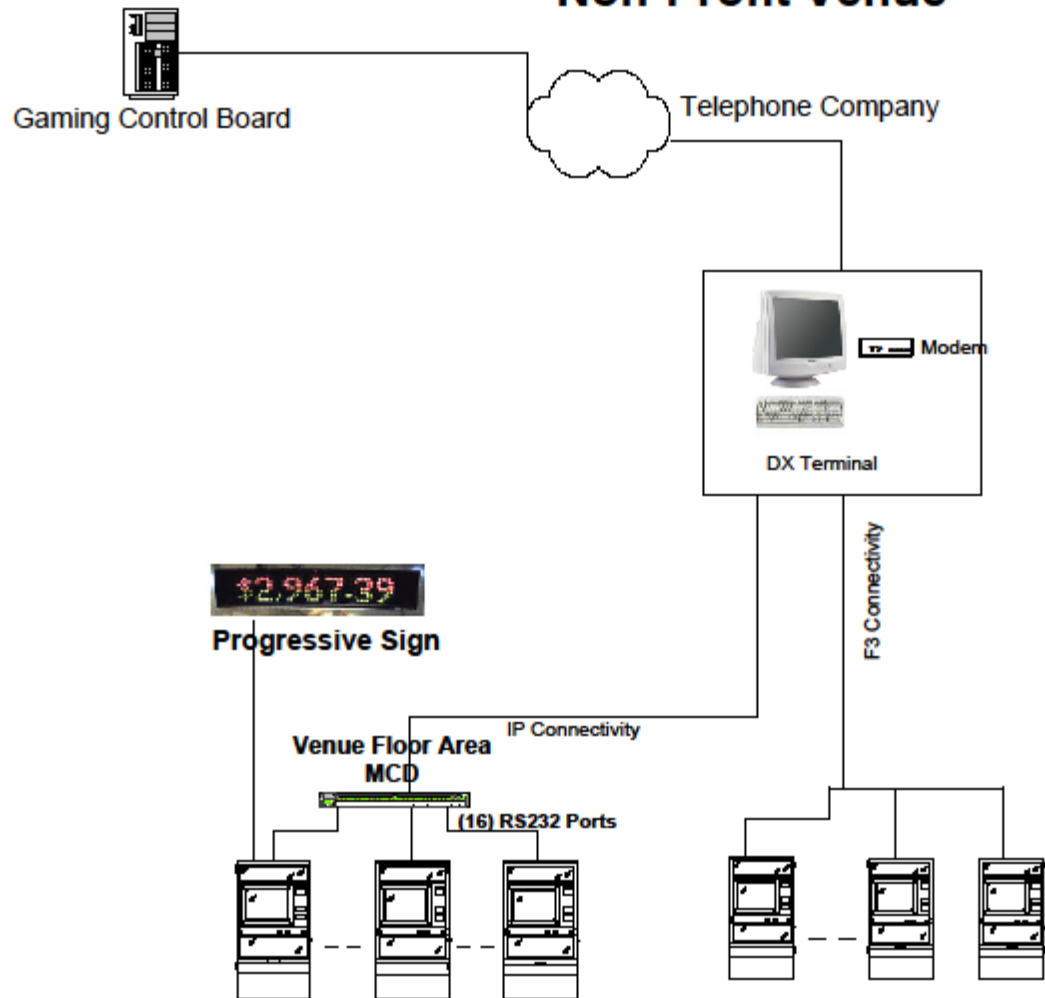 Non Profit Venue
Gaming Control Board
Telephone Company
Modem
DX Terminal
F3 Connectivity
$2,967.39
Progressive Sign
IP Connectivity
Venue Floor Area
MCD
(16) RS232 Ports